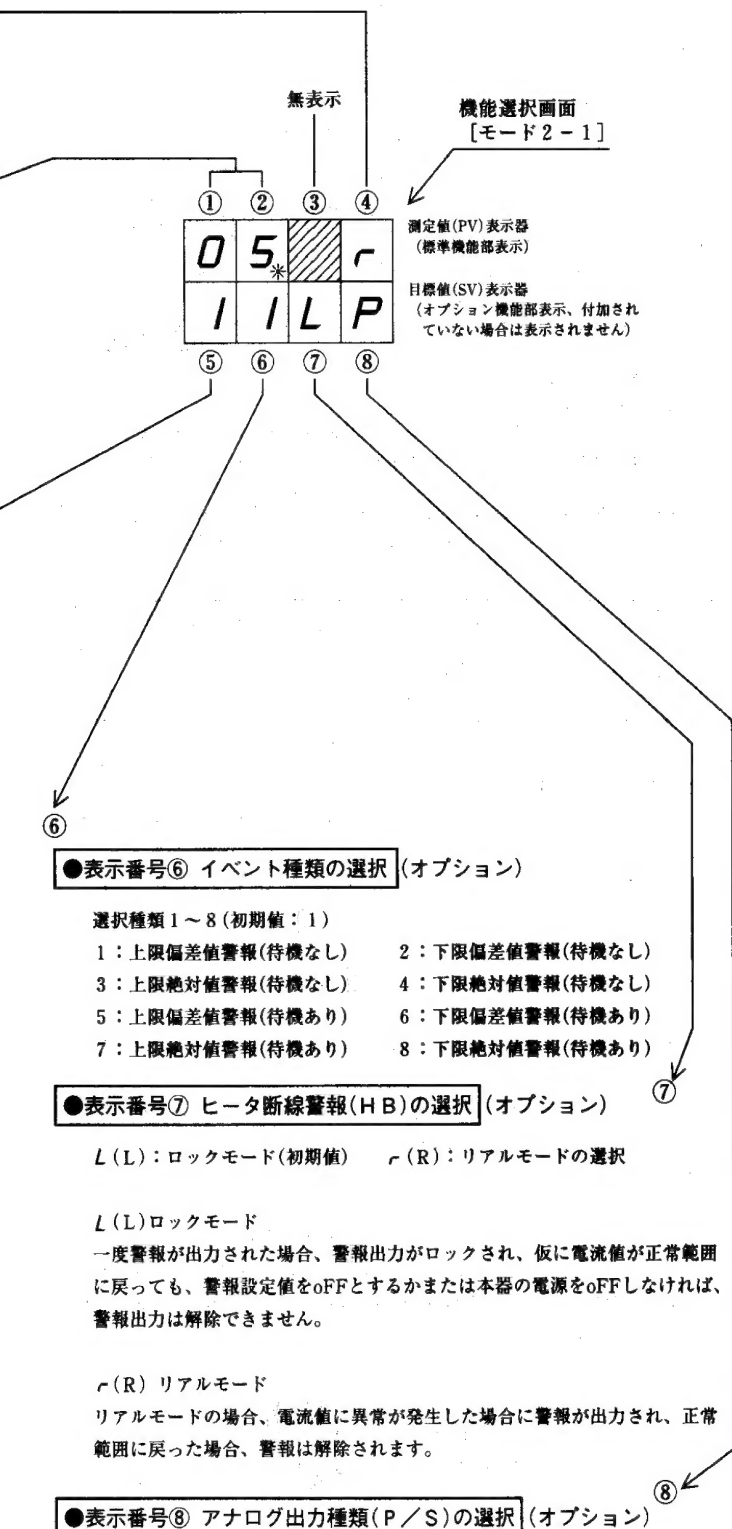 無表示
機能選択画面
[モード2-1]
① ② ③ ④
05* r
測定値(PV)表示器
(標準機能部表示)
11LP
目標値(SV)表示器
(オプション機能部表示、付加され
ていない場合は表示されません)
⑤ ⑥ ⑦ ⑧
⑥
●表示番号⑥ イベント種類の選択 (オプション)
選択種類1~8(初期値:1)
1:上限偏差値警報(待機なし) 2:下限偏差値警報(待機なし)
3:上限絶対値警報(待機なし) 4:下限絶対値警報(待機なし)
5:上限偏差値警報(待機あり) 6:下限偏差値警報(待機あり)
7:上限絶対値警報(待機あり) 8:下限絶対値警報(待機あり)
⑦
●表示番号⑦ ヒータ断線警報(HB)の選択 (オプション)
L(L):ロックモード(初期値) r(R):リアルモードの選択
L(L)ロックモード
一度警報が出力された場合、警報出力がロックされ、仮に電流値が正常範囲
に戻っても、警報設定値をoFFとするかまたは本器の電源をoFFしなければ、
警報出力は解除できません。
r(R) リアルモード
リアルモードの場合、電流値に異常が発生した場合に警報が出力され、正常
範囲に戻った場合、警報は解除されます。
⑧
●表示番号⑧ アナログ出力種類(P/S)の選択 (オプション)